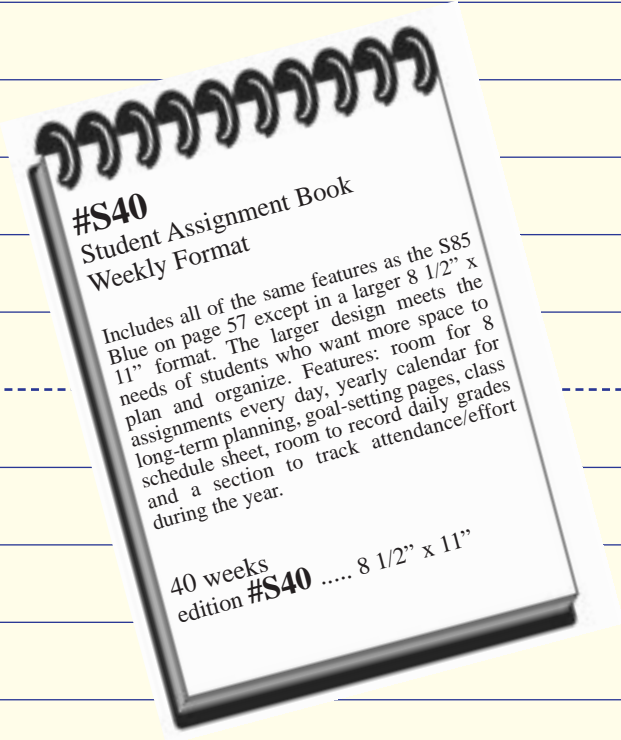 #S40
Student Assignment Book
Weekly Format
Includes all of the same features as the S85
Blue on page 57 except in a larger 8 1/2” x
11” format. The larger design meets the
needs of students who want more space to
plan and organize. Features: room for 8
assignments every day, yearly calendar for
long-term planning, goal-setting pages, class
schedule sheet, room to record daily grades
and a section to track attendance/effort
during the year.
40 weeks
edition #S40 ..... 8 1/2” x 11”